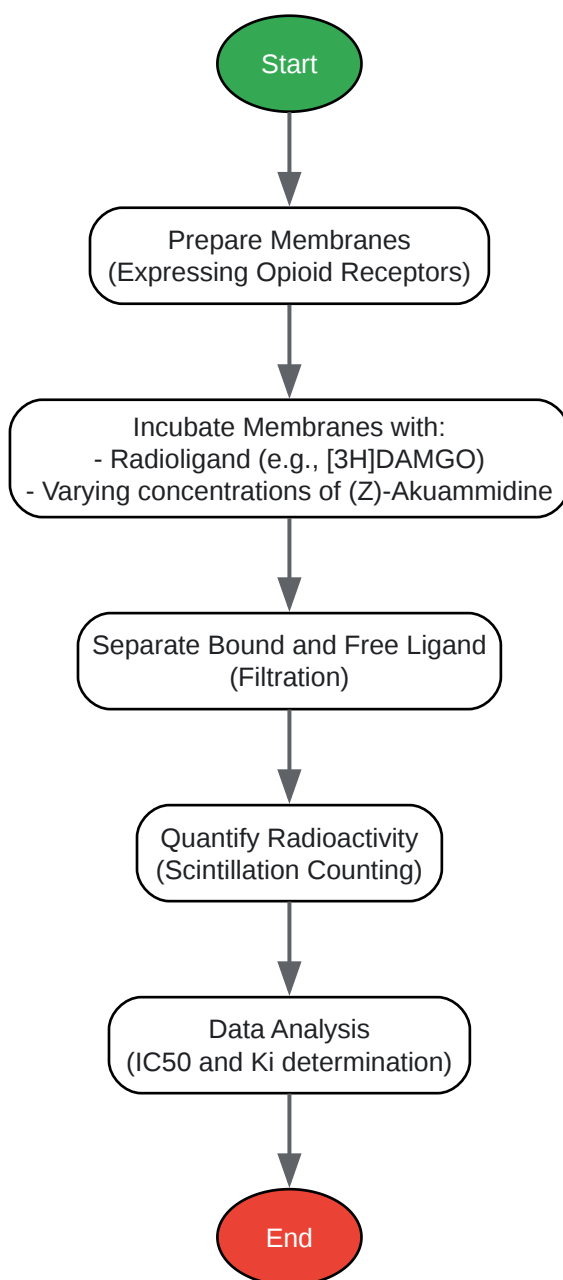 Start
Prepare Membranes
(Expressing Opioid Receptors)
Incubate Membranes with:
- Radioligand (e.g., [3H]DAMGO)
- Varying concentrations of (Z)-Akuammidine
Separate Bound and Free Ligand
(Filtration)
Quantify Radioactivity
(Scintillation Counting)
Data Analysis
(IC50 and Ki determination)
End